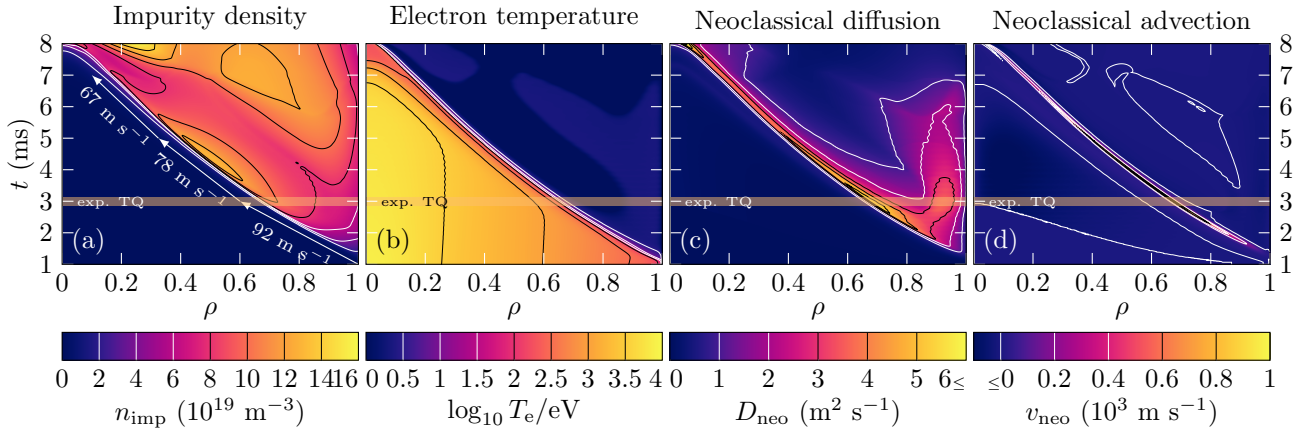 Impurity density
Electron temperature
Neoclassical diffusion
Neoclassical advection
8
7
6
5
4
3
2
1
t (ms)
67 m s⁻¹
78 m s⁻¹
92 m s⁻¹
exp. TQ
(a)
exp. TQ
(b)
exp. TQ
(c)
exp. TQ
(d)
8
7
6
5
4
3
2
1
0 0.2 0.4 0.6 0.8 1
0 0.2 0.4 0.6 0.8 1
0 0.2 0.4 0.6 0.8 1
0 0.2 0.4 0.6 0.8 1
ρ
ρ
ρ
ρ
0 2 4 6 8 10 12 14 16
n_imp (10¹⁹ m⁻³)
0 0.5 1 1.5 2 2.5 3 3.5 4
log₁₀ T_e/eV
0 1 2 3 4 5 6≤
D_neo (m² s⁻¹)
≤0 0.2 0.4 0.6 0.8 1
v_neo (10³ m s⁻¹)